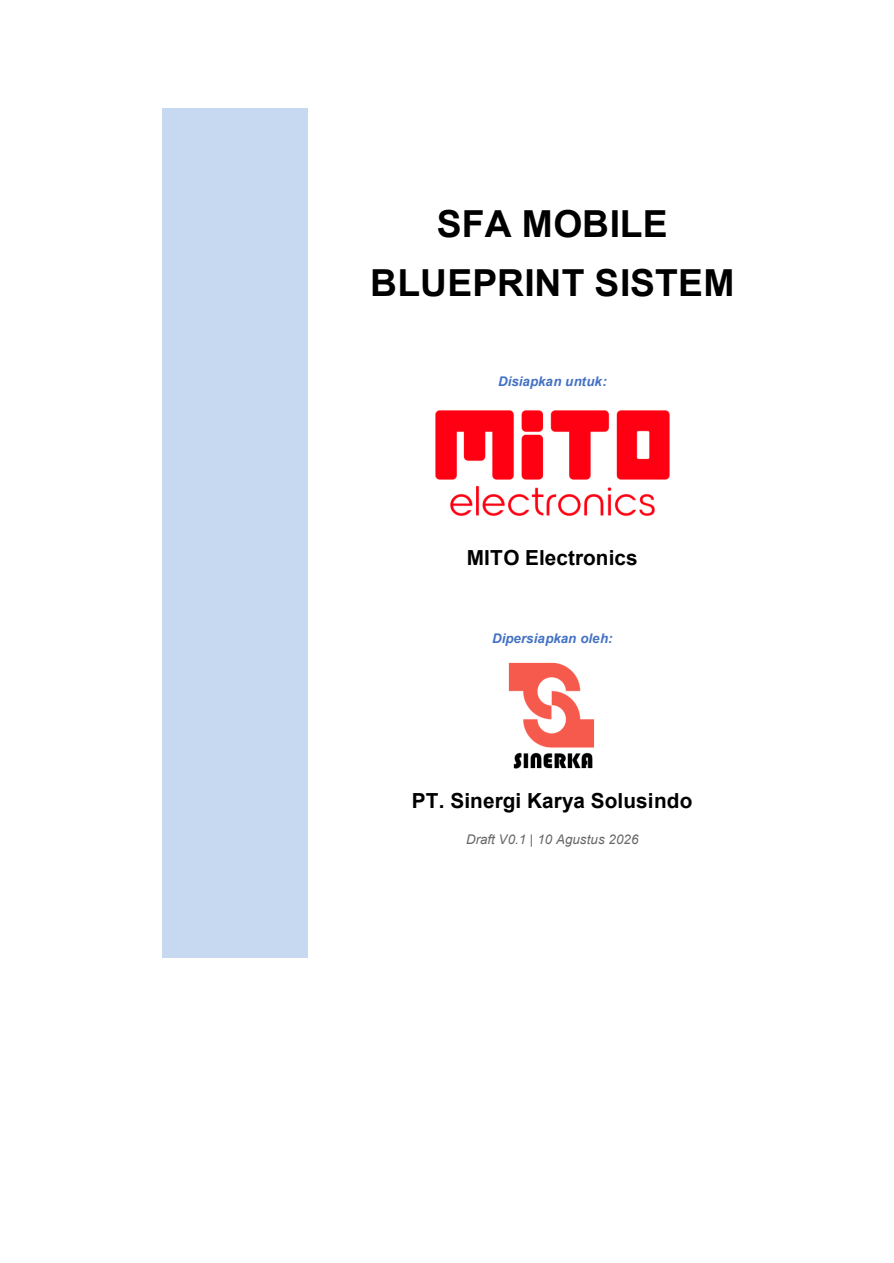 SFA MOBILE
BLUEPRINT SISTEM
Disiapkan untuk:
MiTO
electronics
MITO Electronics
Dipersiapkan oleh:
SINERKA
PT. Sinergi Karya Solusindo
Draft V0.1 | 10 Agustus 2026